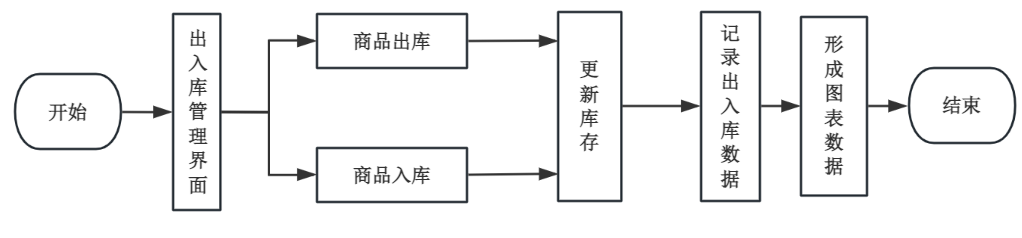 开始
出入库管理界面
商品出库
商品入库
更新库存
记录出入库数据
形成图表数据
结束